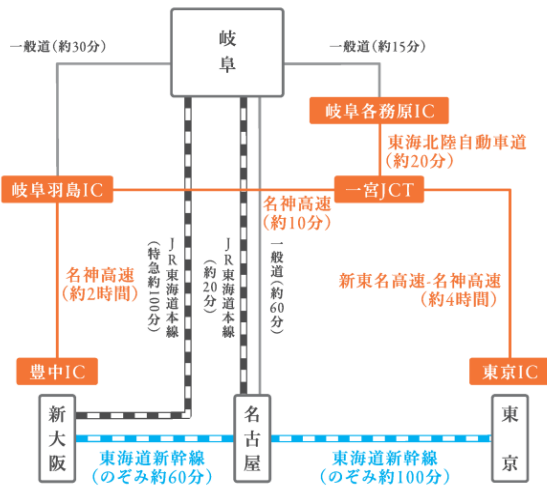 岐阜
一般道（約30分）
一般道（約15分）
岐阜各務原IC
東海北陸自動車道
（約20分）
岐阜羽島IC
一宮JCT
名神高速
（約10分）
名神高速
（約2時間）
JR東海道本線
（特急約100分）
JR東海道本線
（約20分）
一般道（約60分）
新東名高速-名神高速
（約4時間）
豊中IC
東京IC
新大阪
名古屋
東京
東海道新幹線
（のぞみ約60分）
東海道新幹線
（のぞみ約100分）